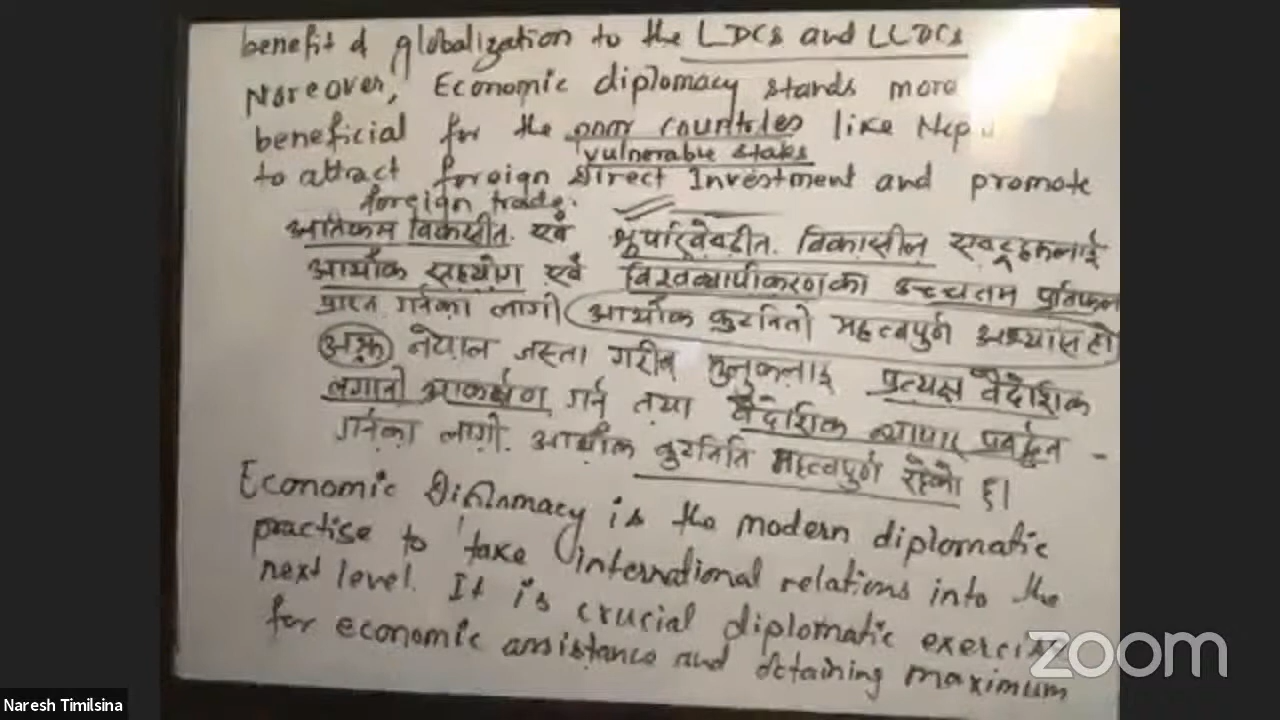 benefit of globalization to the LDCs and LLDCs
Moreover, Economic diplomacy stands more
beneficial for the poor countries like Nep
vulnerable states
to attract foreign Direct Investment and promote
foreign trade.
अतिकम विकसीत एवं भूपरिवेष्ठीत विकासील
आर्थीक सहयोग एवं विश्वव्यापीकरणका उच्चतम प्रतिफल
प्राप्त गर्नका लागी आर्थीक कुटनिती महत्वपुर्ण अभ्यास हो
अझ नेपाल जस्ता गरीब मुलुकलाइ प्रत्यक्ष वैदेशिक
लगानी आकर्षण गर्न तथा वैदेशिक व्यापार प्रवर्द्धन
गर्नका लागी. आर्थीक कुटनिति महत्वपुर्ण रहेको छ।
Economic Diplomacy is the modern diplomatic
practise to take international relations into the
next level. It is crucial diplomatic exercise
for economic assistance and obtaining maximum
zoom
Naresh Timilsina